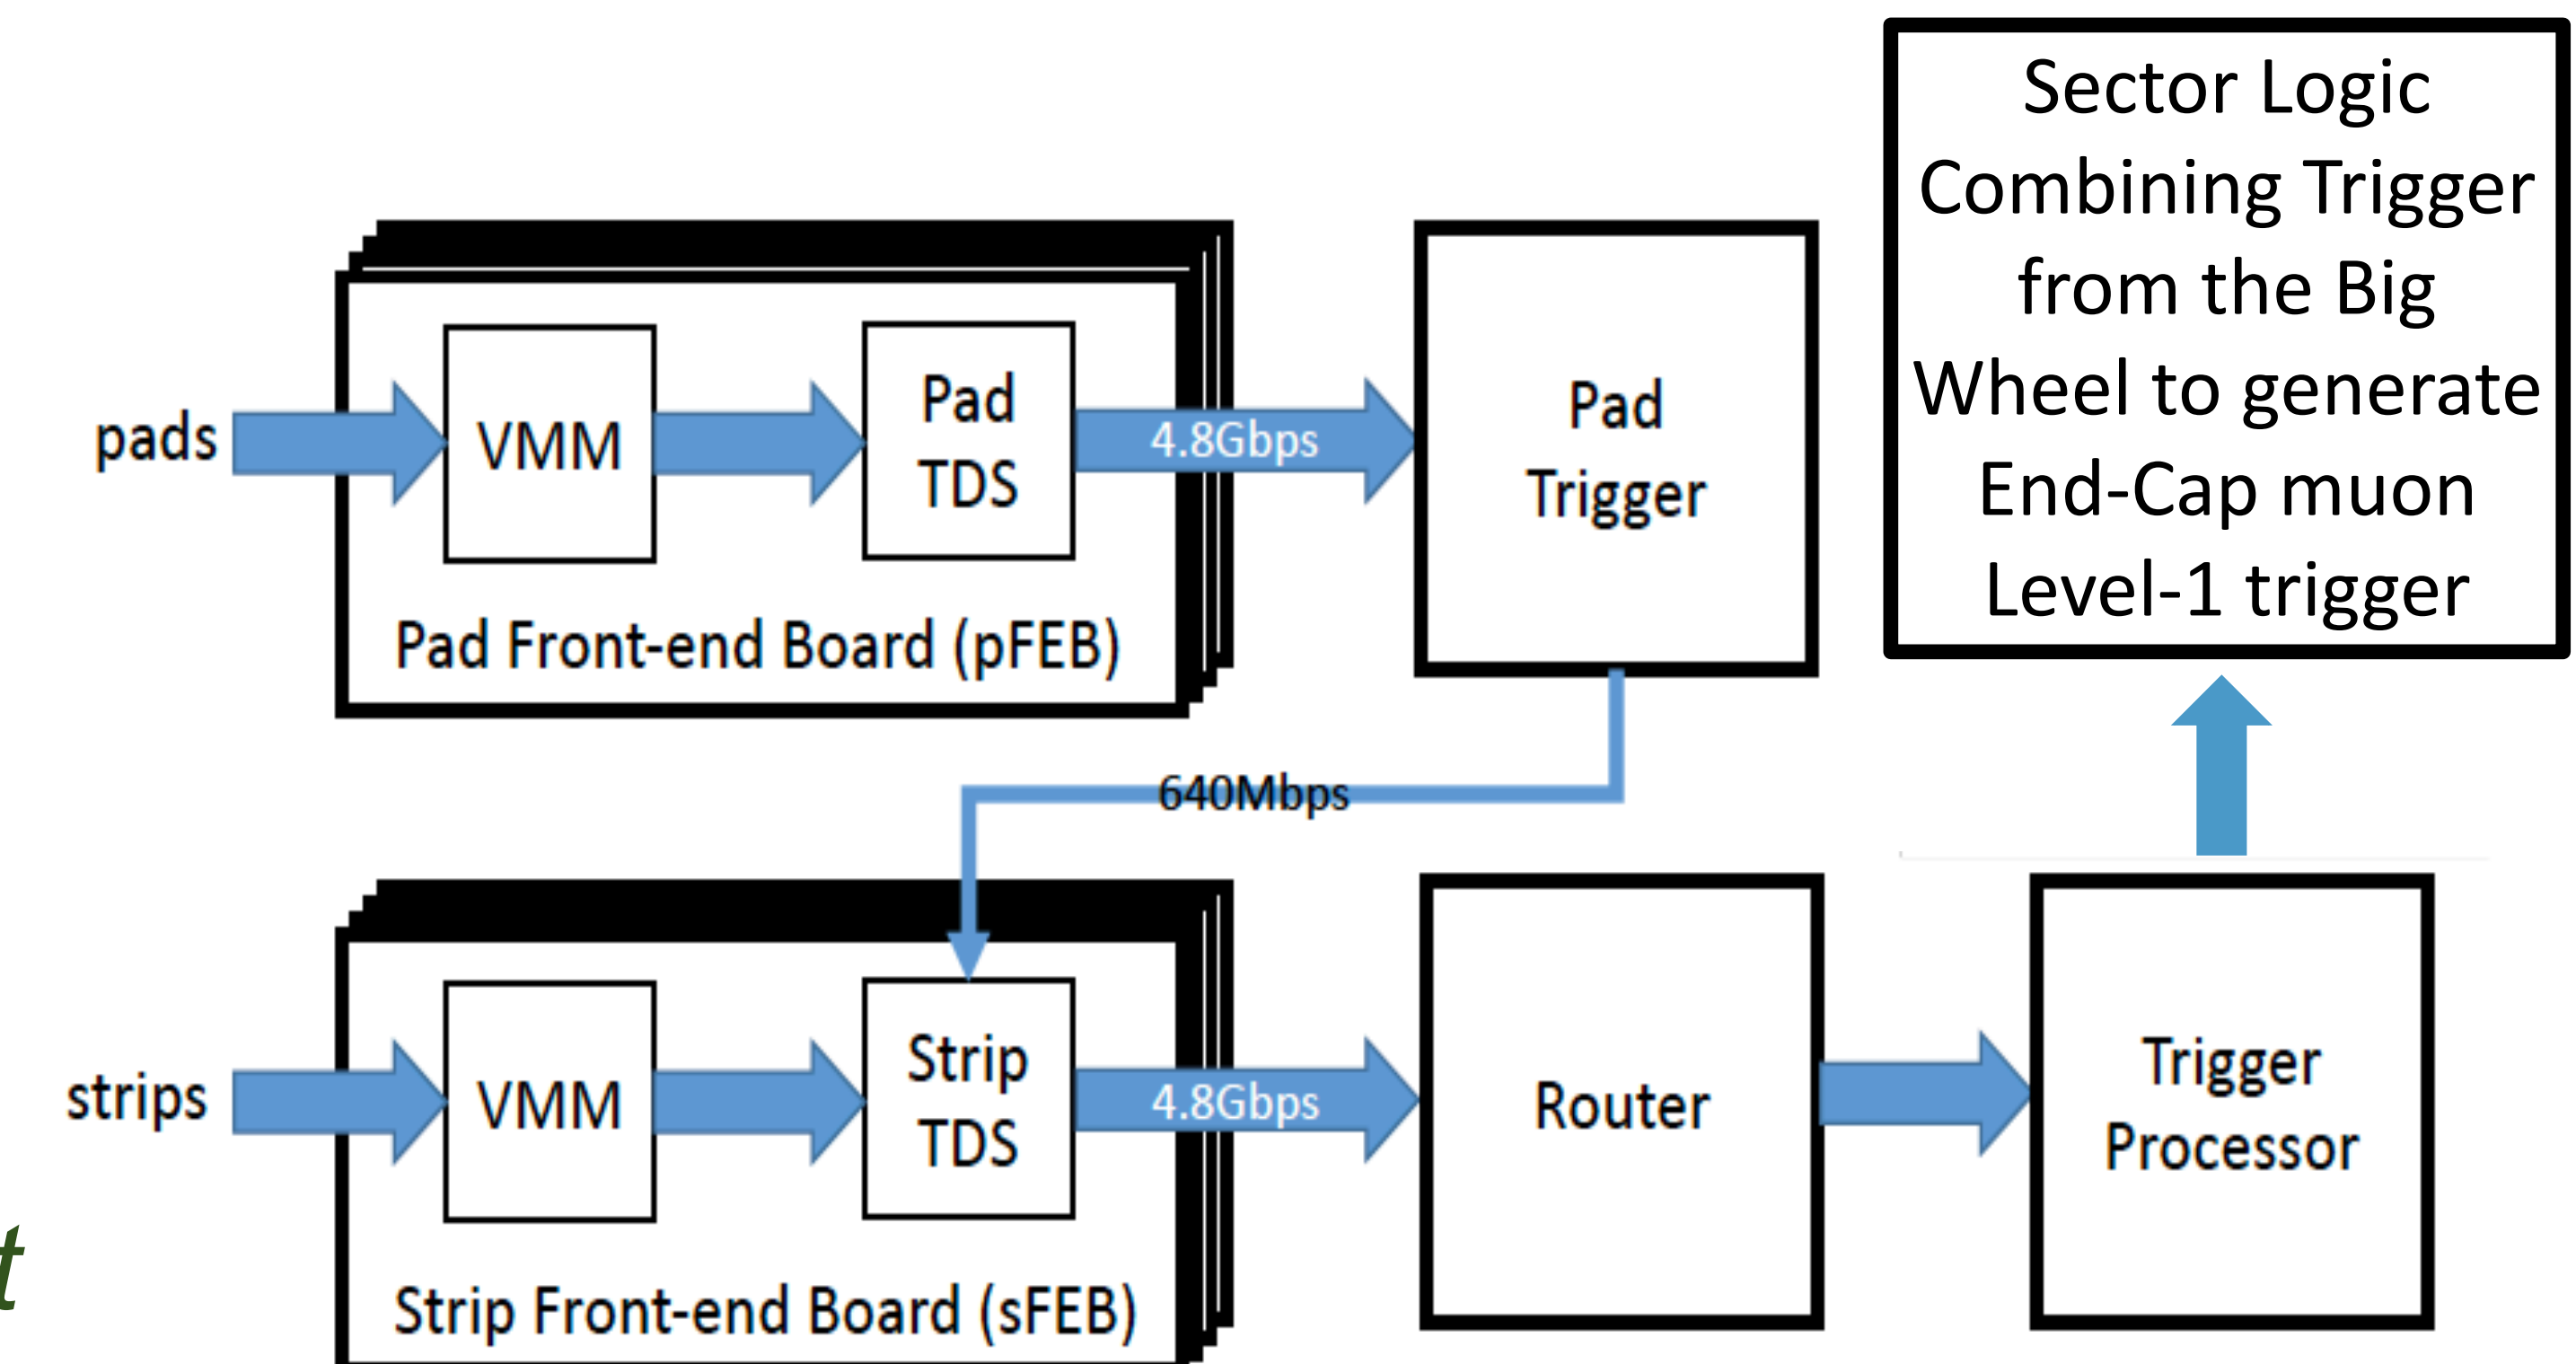 pads
VMM
Pad
TDS
4.8Gbps
Pad
Trigger
Pad Front-end Board (pFEB)
Sector Logic
Combining Trigger
from the Big
Wheel to generate
End-Cap muon
Level-1 trigger
640Mbps
strips
VMM
Strip
TDS
4.8Gbps
Router
Trigger
Processor
Strip Front-end Board (sFEB)
t